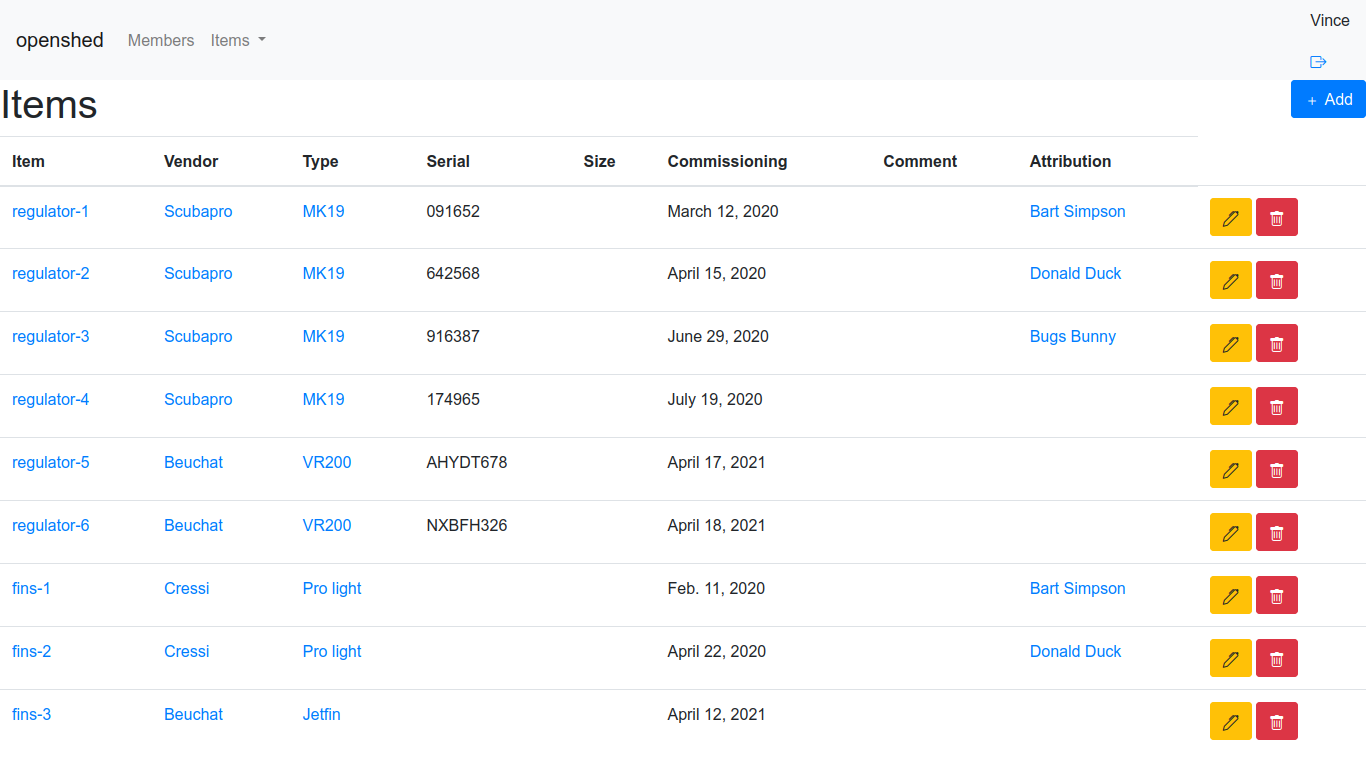 openshed Members Items Vince
Items + Add
Item Vendor Type Serial Size Commissioning Comment Attribution
regulator-1 Scubapro MK19 091652 March 12, 2020 Bart Simpson
regulator-2 Scubapro MK19 642568 April 15, 2020 Donald Duck
regulator-3 Scubapro MK19 916387 June 29, 2020 Bugs Bunny
regulator-4 Scubapro MK19 174965 July 19, 2020
regulator-5 Beuchat VR200 AHYDT678 April 17, 2021
regulator-6 Beuchat VR200 NXBFH326 April 18, 2021
fins-1 Cressi Pro light Feb. 11, 2020 Bart Simpson
fins-2 Cressi Pro light April 22, 2020 Donald Duck
fins-3 Beuchat Jetfin April 12, 2021